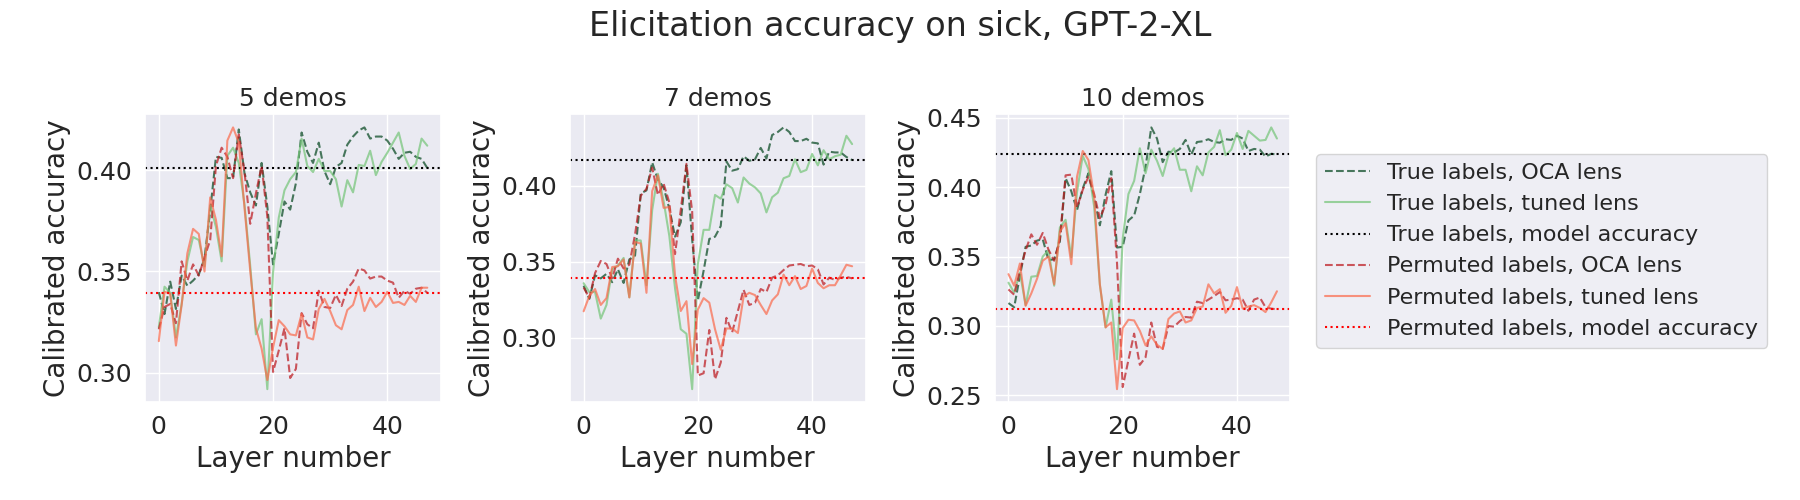 Elicitation accuracy on sick, GPT-2-XL
5 demos
Calibrated accuracy
0.40
0.35
0.30
0
20
40
Layer number
7 demos
Calibrated accuracy
0.40
0.35
0.30
0
20
40
Layer number
10 demos
Calibrated accuracy
0.45
0.40
0.35
0.30
0.25
0
20
40
Layer number
True labels, OCA lens
True labels, tuned lens
True labels, model accuracy
Permuted labels, OCA lens
Permuted labels, tuned lens
Permuted labels, model accuracy